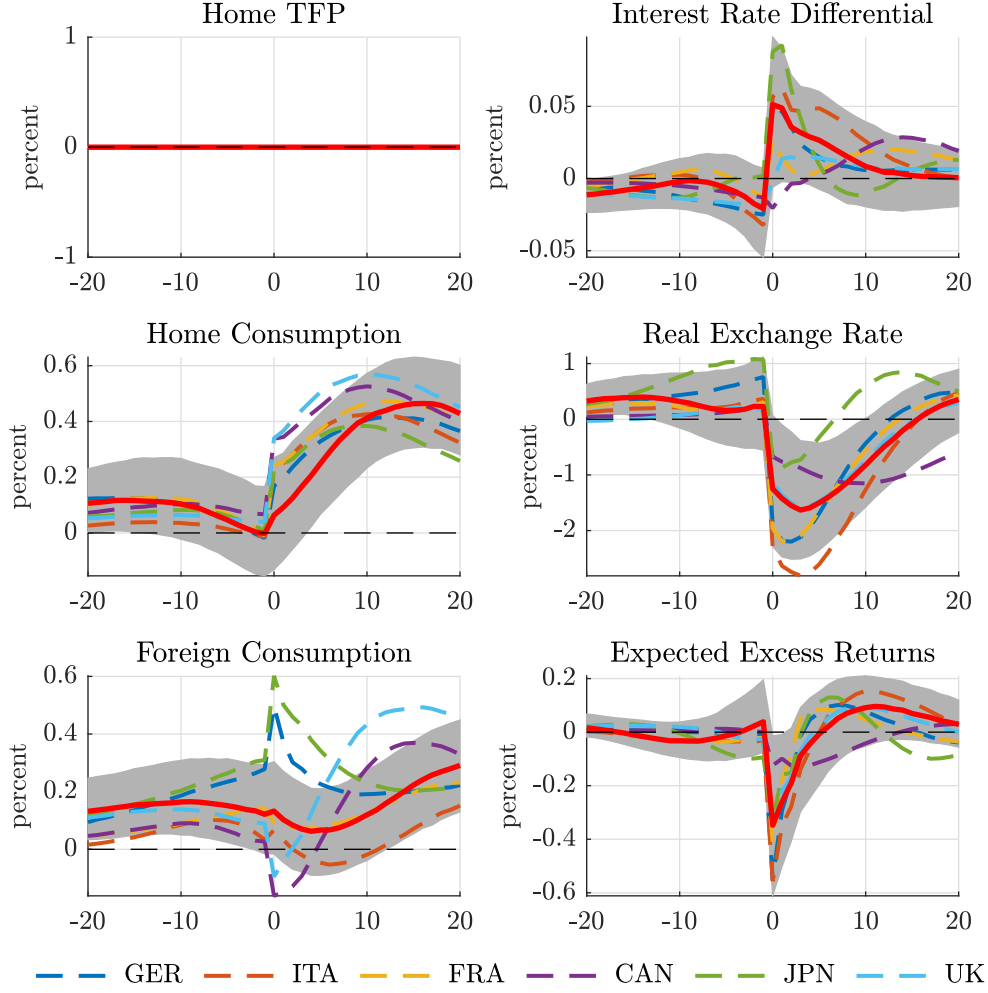 Home TFP
percent
1
0
-1
-20 -10 0 10 20
Interest Rate Differential
percent
0.05
0
-0.05
-20 -10 0 10 20
Home Consumption
percent
0.6
0.4
0.2
0
-20 -10 0 10 20
Real Exchange Rate
percent
1
0
-1
-2
-20 -10 0 10 20
Foreign Consumption
percent
0.6
0.4
0.2
0
-20 -10 0 10 20
Expected Excess Returns
percent
0.2
0
-0.2
-0.4
-0.6
-20 -10 0 10 20
GER ITA FRA CAN JPN UK